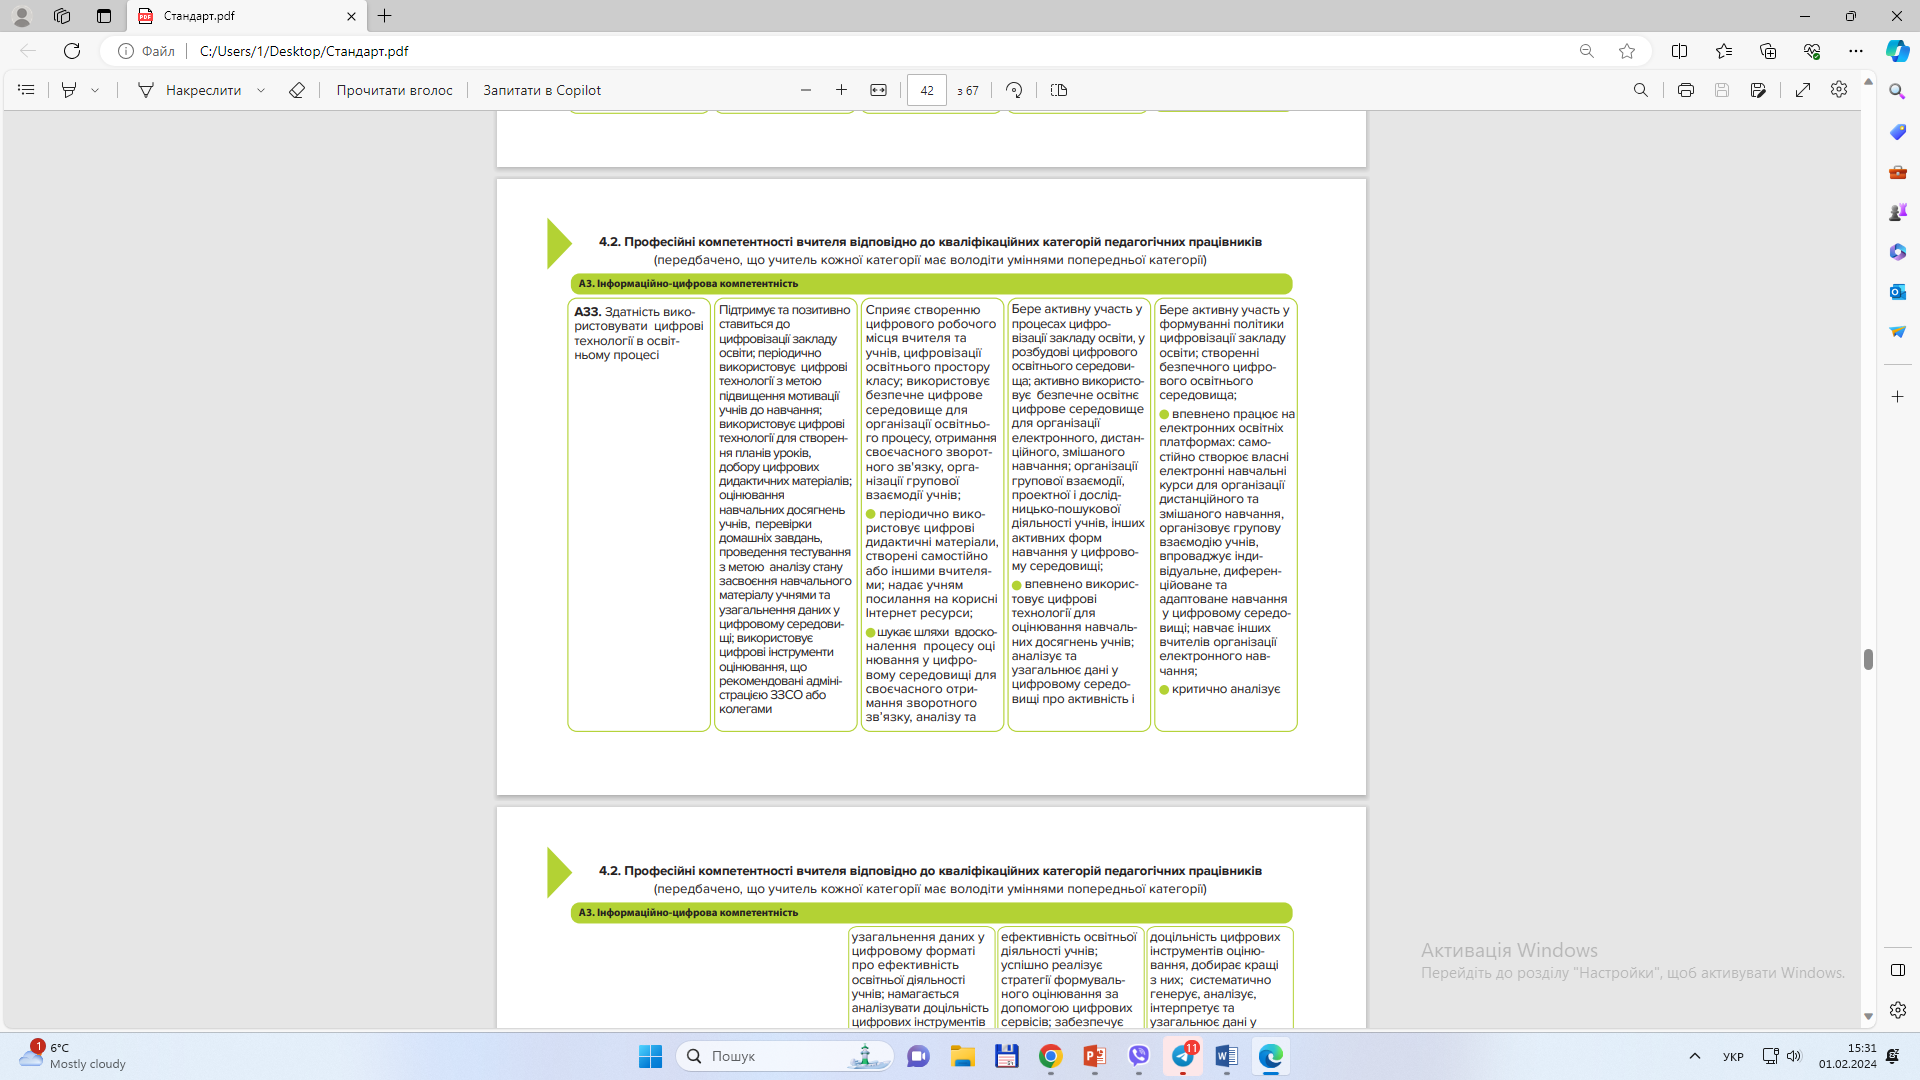 Стандарт.pdf
Файл
C:/Users/1/Desktop/Стандарт.pdf
Накреслити
Прочитати вголос
Запитати в Copilot
42
з 67
4.2. Професійні компетентності вчителя відповідно до кваліфікаційних категорій педагогічних працівників
(передбачено, що учитель кожної категорії має володіти уміннями попередньої категорії)
А3. Інформаційно-цифрова компетентність
А33. Здатність вико-
ристовувати цифрові
технології в освіт-
ньому процесі
Підтримує та позитивно
ставиться до
цифровізації закладу
освіти; періодично
використовує цифрові
технології з метою
підвищення мотивації
учнів до навчання;
використовує цифрові
технології для створен-
ня планів уроків,
добору цифрових
дидактичних матеріалів;
оцінювання
навчальних досягнень
учнів, перевірки
домашніх завдань,
проведення тестування
з метою аналізу стану
засвоєння навчального
матеріалу учнями та
узагальнення даних у
цифровому середови-
щі; використовує
цифрові інструменти
оцінювання, що
рекомендовані адміні-
страцією ЗЗСО або
колегами
Сприяє створенню
цифрового робочого
місця вчителя та
учнів, цифровізації
освітнього простору
класу; використовує
безпечне цифрове
середовище для
організації освітньо-
го процесу, отримання
своєчасного зворот-
ного зв'язку, орга-
нізації групової
взаємодії учнів;
періодично вико-
ристовує цифрові
дидактичні матеріали,
створені самостійно
або іншими вчителя-
ми; надає учням
посилання на корисні
Інтернет ресурси;
шукає шляхи вдоско-
налення процесу оці
нювання у цифро-
вому середовищі для
своєчасного отри-
мання зворотного
зв’язку, аналізу та
Бере активну участь у
процесах цифро-
візації закладу освіти, у
розбудові цифрового
освітнього середови-
ща; активно використо-
вує безпечне освітнє
цифрове середовище
для організації
електронного, дистан-
ційного, змішаного
навчання; організації
групової взаємодії,
проектної і дослід-
ницько-пошукової
діяльності учнів, інших
активних форм
навчання у цифрово-
му середовищі;
впевнено викорис-
товує цифрові
технології для
оцінювання навчаль-
них досягнень учнів;
аналізує та
узагальнює дані у
цифровому середо-
вищі про активність і
Бере активну участь у
формуванні політики
цифровізації закладу
освіти; створенні
безпечного цифро-
вого освітнього
середовища;
впевнено працює на
електронних освітніх
платформах: само-
стійно створює власні
електронні навчальні
курси для організації
дистанційного та
змішаного навчання,
організовує групову
взаємодію учнів,
впроваджує інди-
відуальне, диферен-
ційоване та
адаптоване навчання
у цифровому середо-
вищі; навчає інших
вчителів організації
електронного нав-
чання;
критично аналізує
4.2. Професійні компетентності вчителя відповідно до кваліфікаційних категорій педагогічних працівників
(передбачено, що учитель кожної категорії має володіти уміннями попередньої категорії)
А3. Інформаційно-цифрова компетентність
узагальнення даних у
цифровому форматі
про ефективність
освітньої діяльності
учнів; намагається
аналізувати доцільність
цифрових інструментів
ефективність освітньої
діяльності учнів;
успішно реалізує
стратегії формуваль-
ного оцінювання за
допомогою цифрових
сервісів; забезпечує
доцільність цифрових
інструментів оціню-
вання, добирає кращі
з них; систематично
генерує, аналізує,
інтерпретує та
узагальнює дані у
Активація Windows
Перейдіть до розділу "Настройки", щоб активувати Windows.
1
6°C
Mostly cloudy
Пошук
11
УКР
15:31
01.02.2024